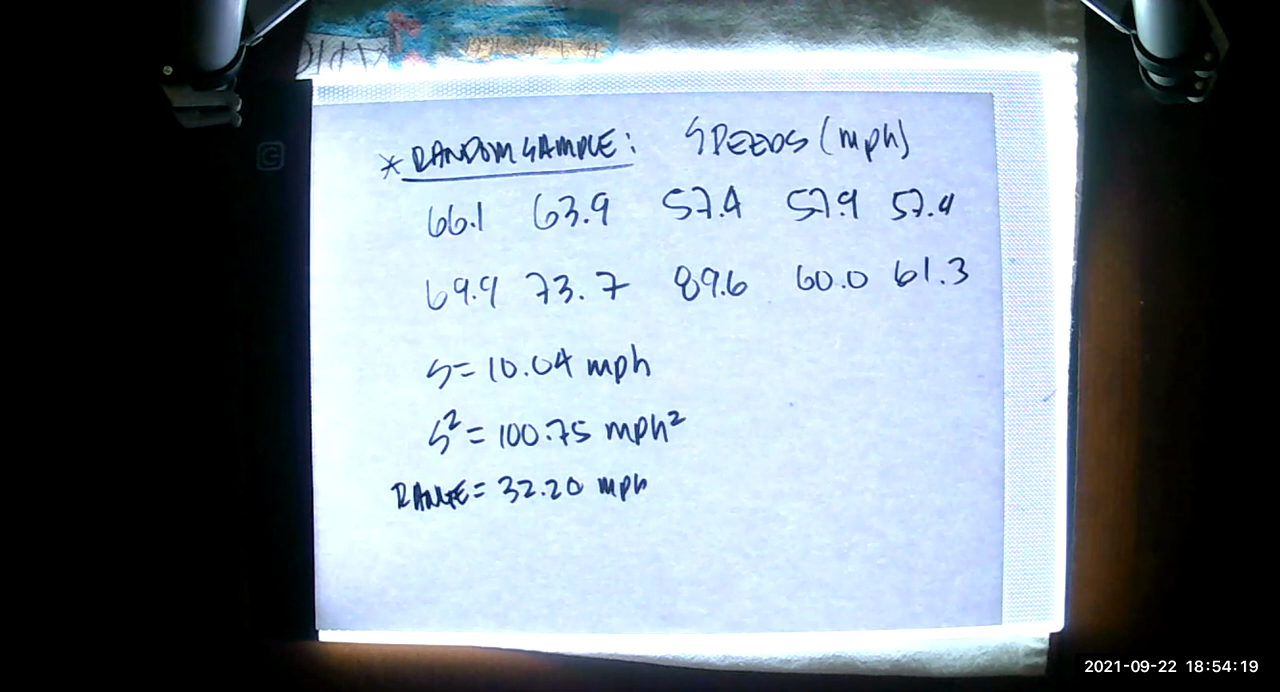 * RANDOM SAMPLE: SPEEDS (mph)
66.1 63.9 57.4 57.9 57.4
69.9 73.7 89.6 60.0 61.3
s = 10.04 mph
s² = 100.75 mph²
RANGE = 32.20 mph
2021-09-22 18:54:19